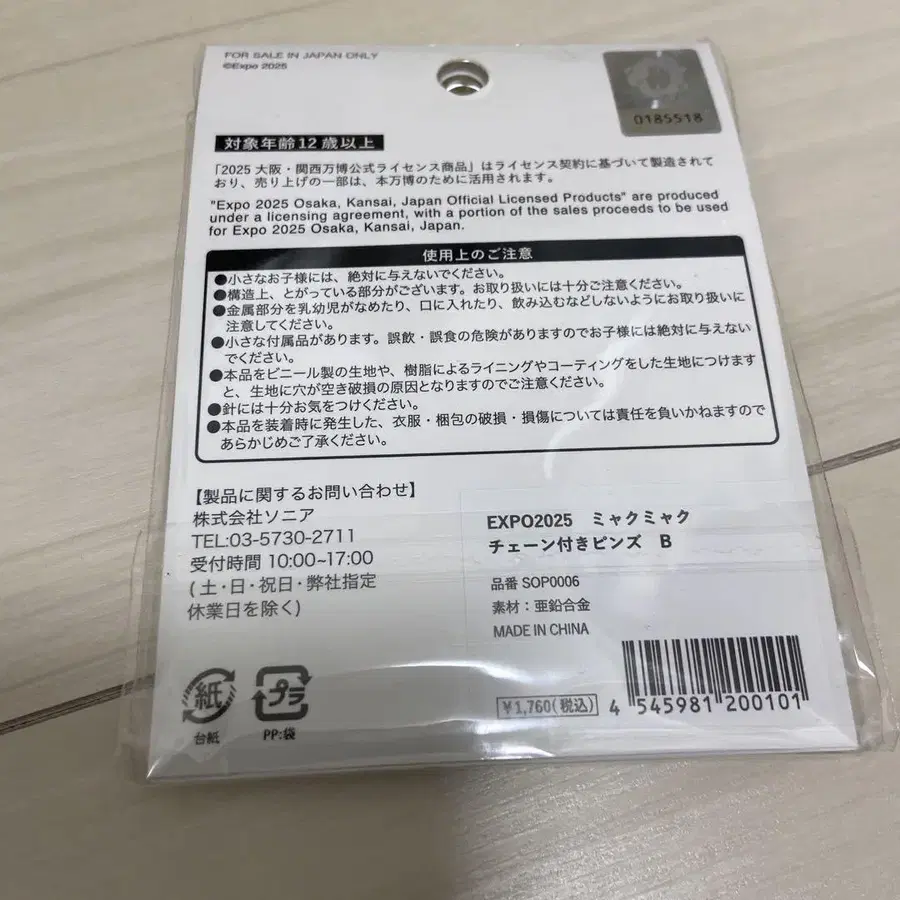 FOR SALE IN JAPAN ONLY
©Expo 2025
0185518
対象年齢12歳以上
「2025 大阪・関西万博公式ライセンス商品」はライセンス契約に基づいて製造されて
おり、売り上げの一部は、本万博のために活用されます。
"Expo 2025 Osaka, Kansai, Japan Official Licensed Products" are produced
under a licensing agreement, with a portion of the sales proceeds to be used
for Expo 2025 Osaka, Kansai, Japan.
使用上のご注意
●小さなお子様には、絶対に与えないでください。
●構造上、とがっている部分がございます。お取り扱いには十分ご注意ください。
●金属部分を乳幼児がなめたり、口に入れたり、飲み込むなどしないようにお取り扱いに
注意してください。
●小さな付属品があります。誤飲・誤食の危険がありますのでお子様には絶対に与えない
でください。
●本品をビニール製の生地や、樹脂によるライニングやコーティングをした生地につけます
と、生地に穴が空き破損の原因となりますのでご注意ください。
●針には十分お気をつけください。
●本品を装着時に発生した、衣服・梱包の破損・損傷については責任を負いかねますので
あらかじめご了承ください。
【製品に関するお問い合わせ】
株式会社ソニア
TEL:03-5730-2711
受付時間 10:00~17:00
(土・日・祝日・弊社指定
休業日を除く)
EXPO2025 ミャクミャク
チェーン付きピンズ B
品番 SOP0006
素材:亜鉛合金
MADE IN CHINA
¥1,760(税込)
4 545981 200101
紙
台紙
プラ
PP:袋